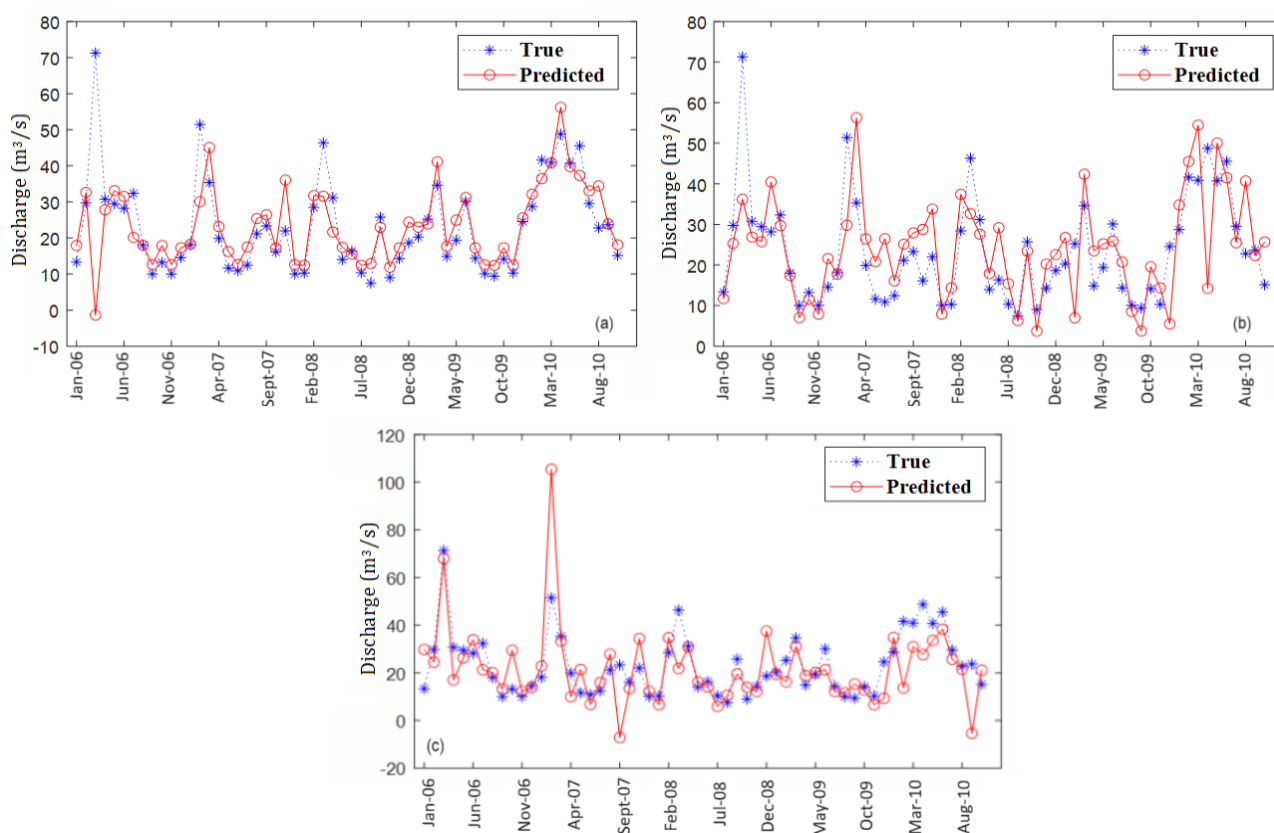 80
70
60
50
40
30
20
10
0
-10
Discharge (m³/s)
True
Predicted
(a)
Jan-06
Jun-06
Nov-06
Apr-07
Sept-07
Feb-08
Jul-08
Dec-08
May-09
Oct-09
Mar-10
Aug-10
80
70
60
50
40
30
20
10
0
Discharge (m³/s)
True
Predicted
(b)
Jan-06
Jun-06
Nov-06
Apr-07
Sept-07
Feb-08
Jul-08
Dec-08
May-09
Oct-09
Mar-10
Aug-10
120
100
80
60
40
20
0
-20
Discharge (m³/s)
True
Predicted
(c)
Jan-06
Jun-06
Nov-06
Apr-07
Sept-07
Feb-08
Jul-08
Dec-08
May-09
Oct-09
Mar-10
Aug-10